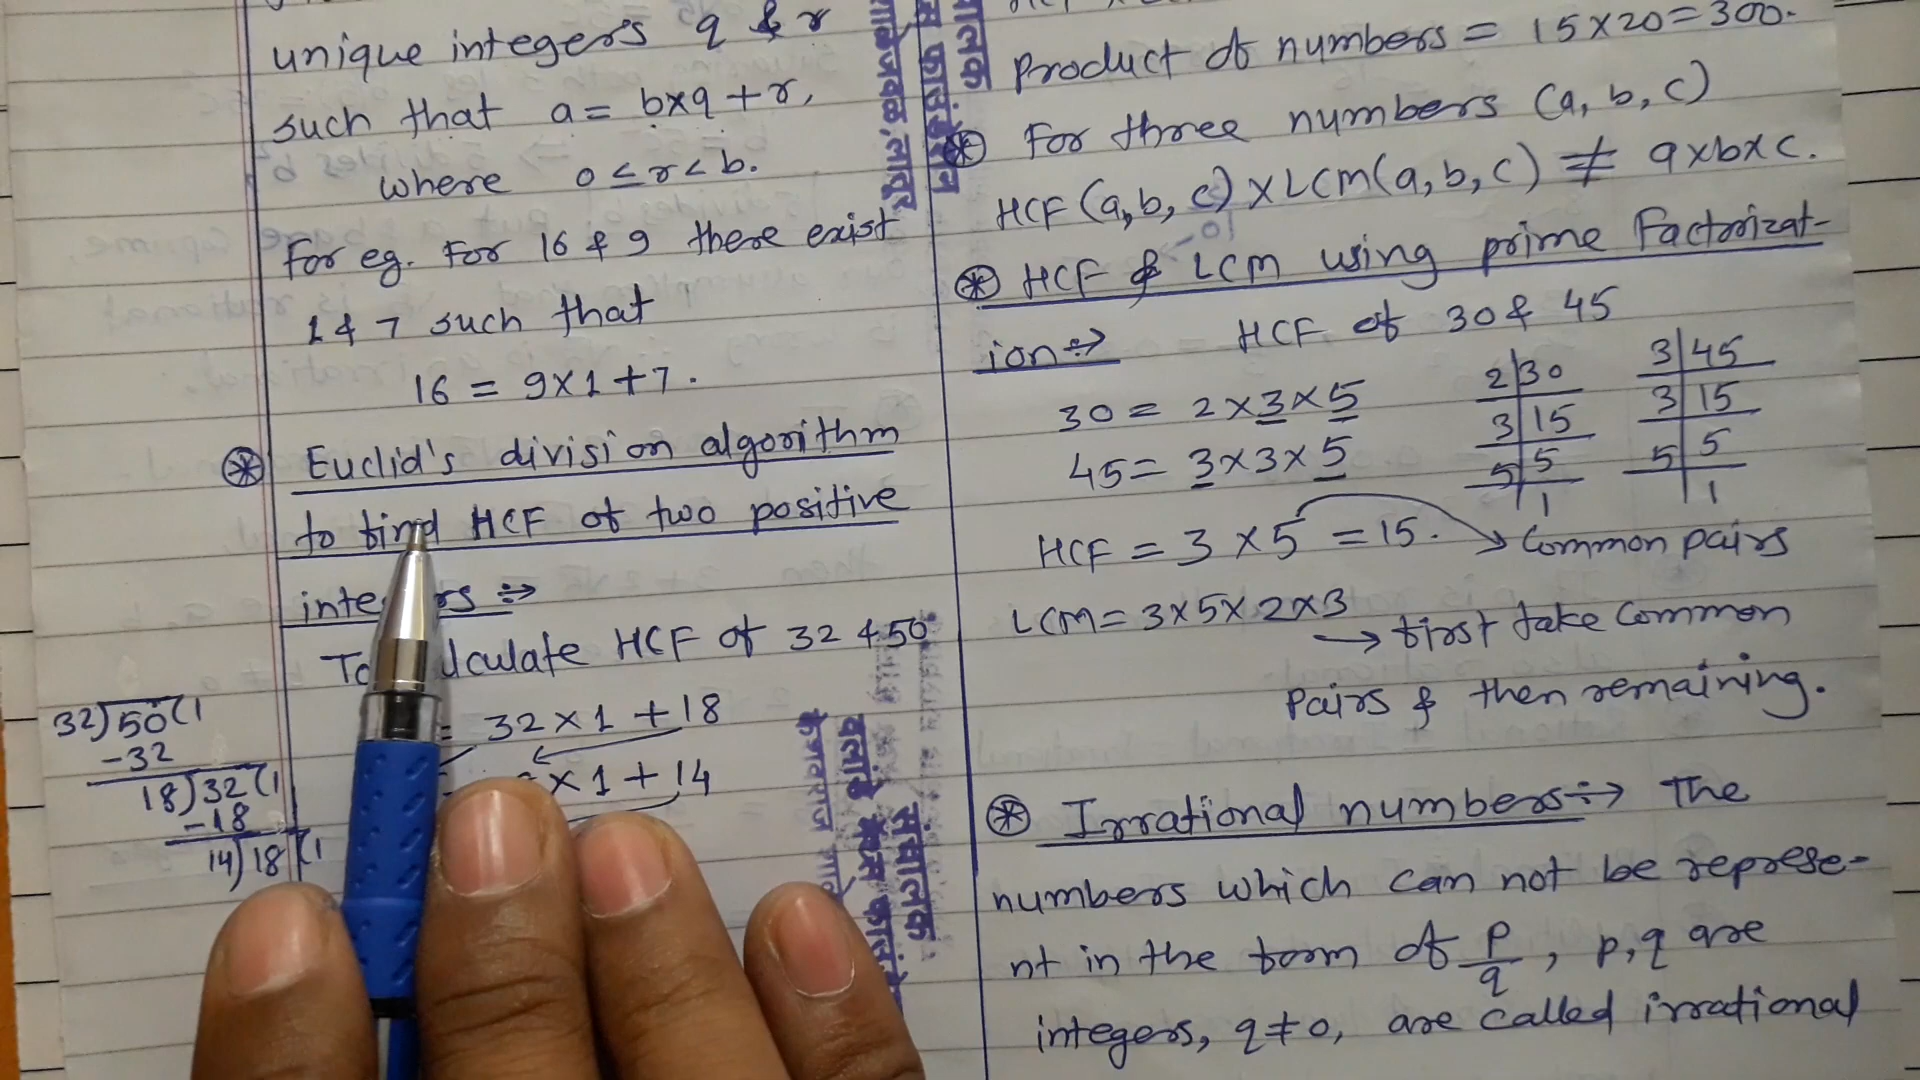 unique integers q & r
such that a = b×q + r,
where 0 ≤ r < b.
For eg. For 16 & 9 there exist
1 & 7 such that
16 = 9×1+7.
Euclid's division algorithm
to find HCF of two positive
integers ÷→
To calculate HCF of 32 & 50
= 32×1+18
×1+14
32)50(1
-32
18)32(1
-18
14)18(1
Product of numbers = 15×20=300.
For three numbers (a, b, c)
HCF (a, b, c) × LCM(a, b, c) ≠ a×b×c.
HCF & LCM using prime Factorizat-
ion ÷→ HCF of 30 & 45
30 = 2×3×5
45 = 3×3×5
2|30
3|15
5|5
1
3|45
3|15
5|5
1
HCF = 3×5 = 15. → Common pairs
LCM = 3×5×2×3
→ first take common
Pairs & then remaining.
Irrational numbers ÷→ The
numbers which can not be represe-
nt in the form of p/q, p,q are
integers, q≠0, are called irrational
संचालक